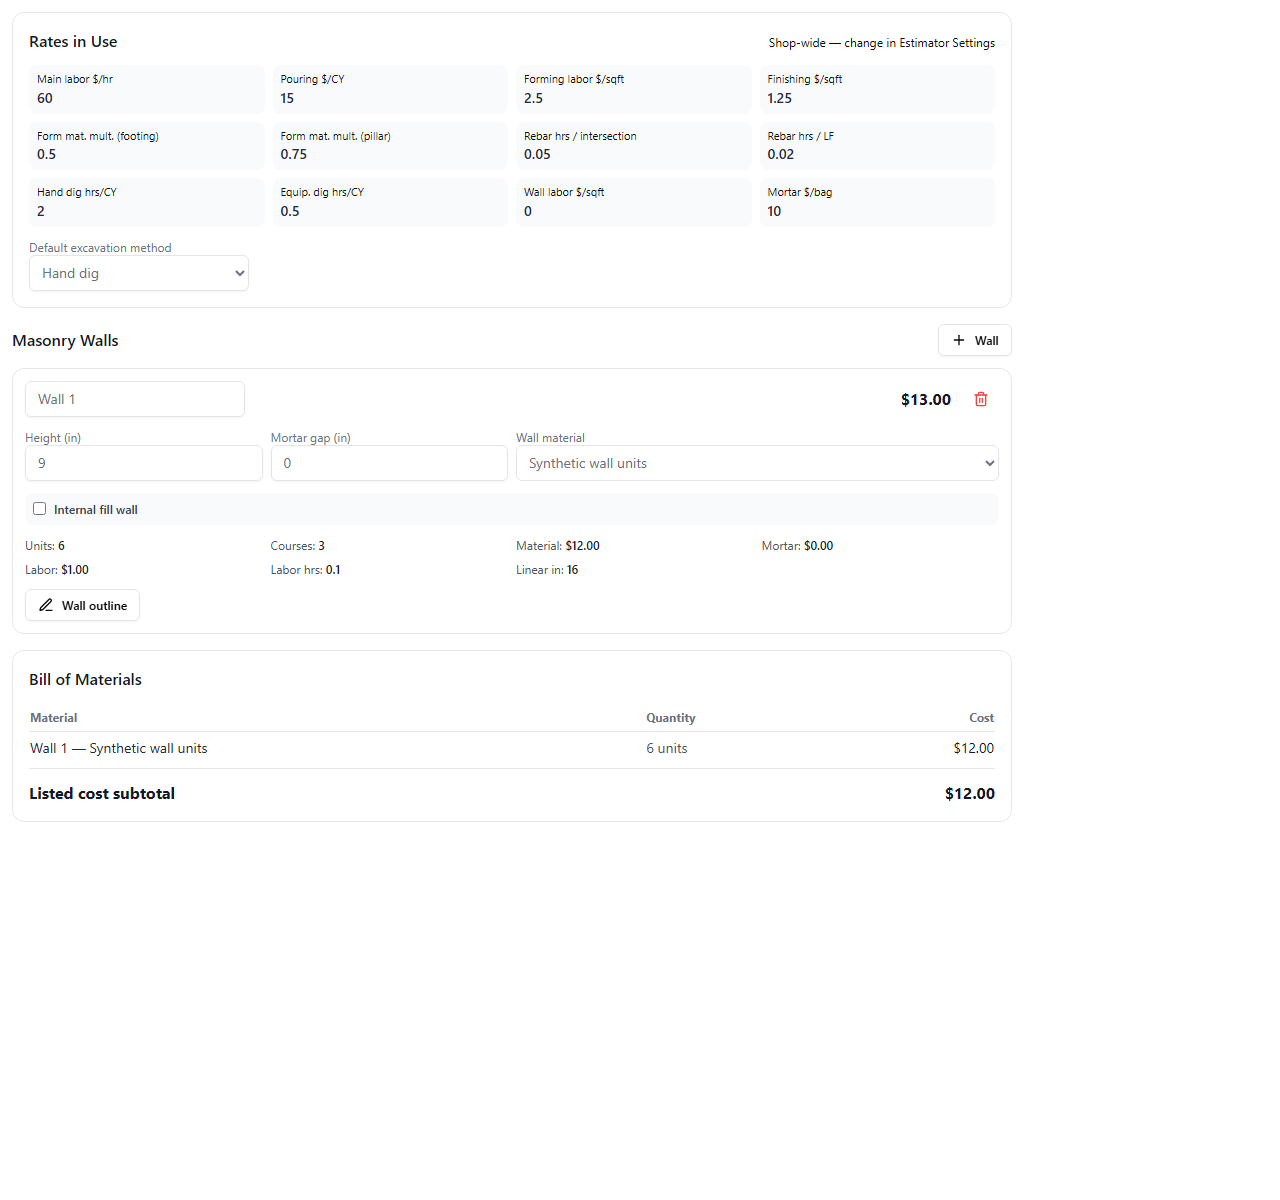 Rates in Use
Shop-wide — change in Estimator Settings
Main labor $/hr
60
Pouring $/CY
15
Forming labor $/sqft
2.5
Finishing $/sqft
1.25
Form mat. mult. (footing)
0.5
Form mat. mult. (pillar)
0.75
Rebar hrs / intersection
0.05
Rebar hrs / LF
0.02
Hand dig hrs/CY
2
Equip. dig hrs/CY
0.5
Wall labor $/sqft
0
Mortar $/bag
10
Default excavation method
Hand dig
Masonry Walls
Wall
Wall 1
$13.00
Height (in)
9
Mortar gap (in)
0
Wall material
Synthetic wall units
Internal fill wall
Units: 6
Courses: 3
Material: $12.00
Mortar: $0.00
Labor: $1.00
Labor hrs: 0.1
Linear in: 16
Wall outline
Bill of Materials
Material Quantity Cost
Wall 1 — Synthetic wall units 6 units $12.00
Listed cost subtotal $12.00